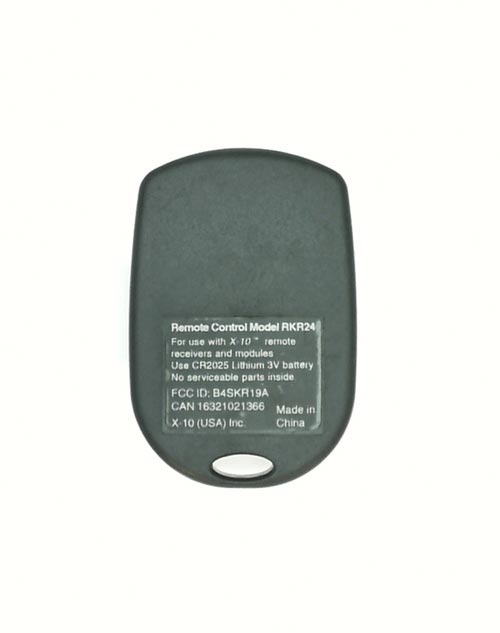 Remote Control Model RKR24
For use with X-10™ remote
receivers and modules
Use CR2025 Lithium 3V battery
No serviceable parts inside
FCC ID: B4SKR19A
CAN 16321021366
X-10 (USA) Inc.
Made in
China